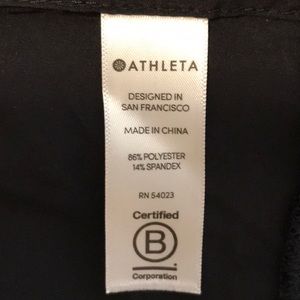 ATHLETA
DESIGNED IN
SAN FRANCISCO
MADE IN CHINA
86% POLYESTER
14% SPANDEX
RN 54023
Certified
B
Corporation